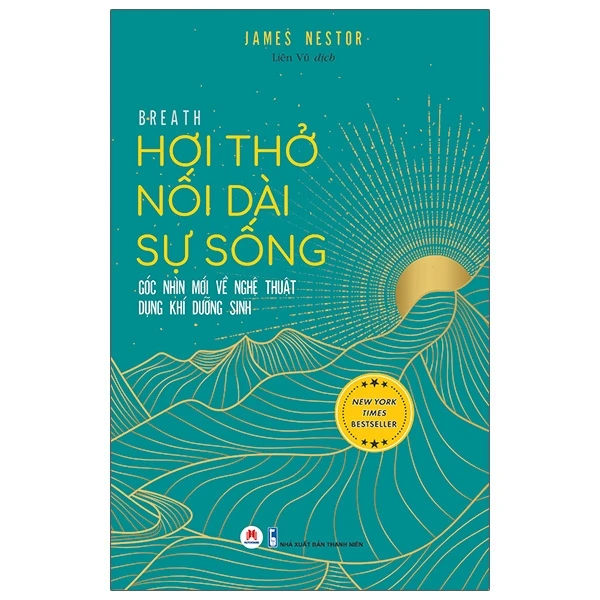 JAMES NESTOR
Liên Vũ dịch
B-REATH
HƠI THỞ
NỐI DÀI
SỰ SỐNG
GÓC NHÌN MỚI VỀ NGHỆ THUẬT
DỤNG KHÍ DƯỠNG SINH
NEW YORK
TIMES
BESTSELLER
NHÀ XUẤT BẢN THANH NIÊN